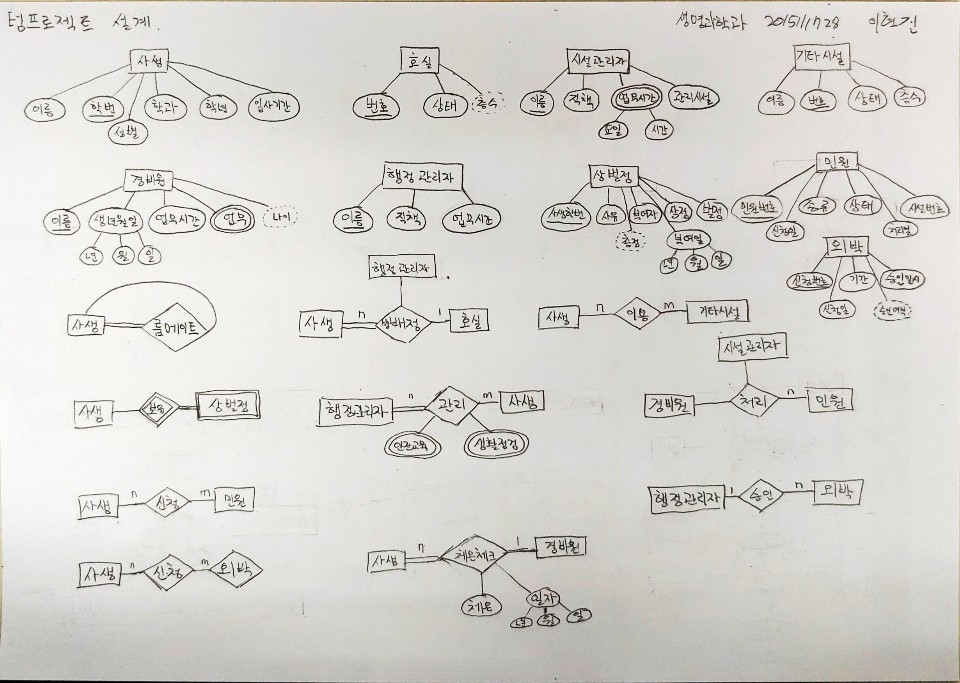 텀프로젝트 설계.
생명과학과 2015111728 이현진
사생 호실 시설관리자 기타시설
이름 학번 학과 학년 입사기간 번호 상태 층수 이름 직책 업무시간 관리시설 이름 번호 상태 층수
성별 요일 시간
경비원 행정 관리자 상벌점 민원
이름 생년월일 업무시간 업무 나이 이름 직책 업무시간 사생학번 사유 부여자 상점 벌점 민원번호 종류 상태 시설번호
년 월 일 총점 부여일 신청일 처리일
년 월 일
외박
신청번호 기간 승인일시
신청일 승인여부
행정 관리자
사생 룸메이트 사생 n 방배정 1 호실 사생 n 이용 m 기타시설
시설 관리자
사생 보유 상벌점 행정관리자 n 관리 m 사생 경비원 처리 n 민원
안전교육 생활점검
사생 n 신청 m 민원 행정관리자 1 승인 n 외박
사생 n 신청 m 외박 사생 n 체온체크 1 경비원
체온 일자
년 월 일